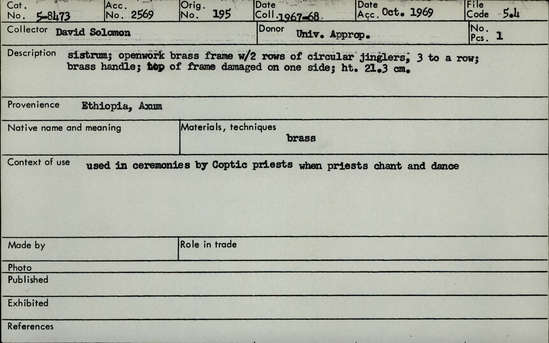 Cat. No. 5-8473 Acc. No. 2569 Orig. No. 195 Date Coll. 1967-68 Date Acc. Oct. 1969 File Code 5.4
Collector David Solomon Donor Univ. Approp. No. Pcs. 1
Description sistrum; openwork brass frame w/2 rows of circular jinglers, 3 to a row;
brass handle; top of frame damaged on one side; ht. 21.3 cm.
Provenience Ethiopia, Axum
Native name and meaning Materials, techniques
brass
Context of use used in ceremonies by Coptic priests when priests chant and dance
Made by Role in trade
Photo
Published
Exhibited
References